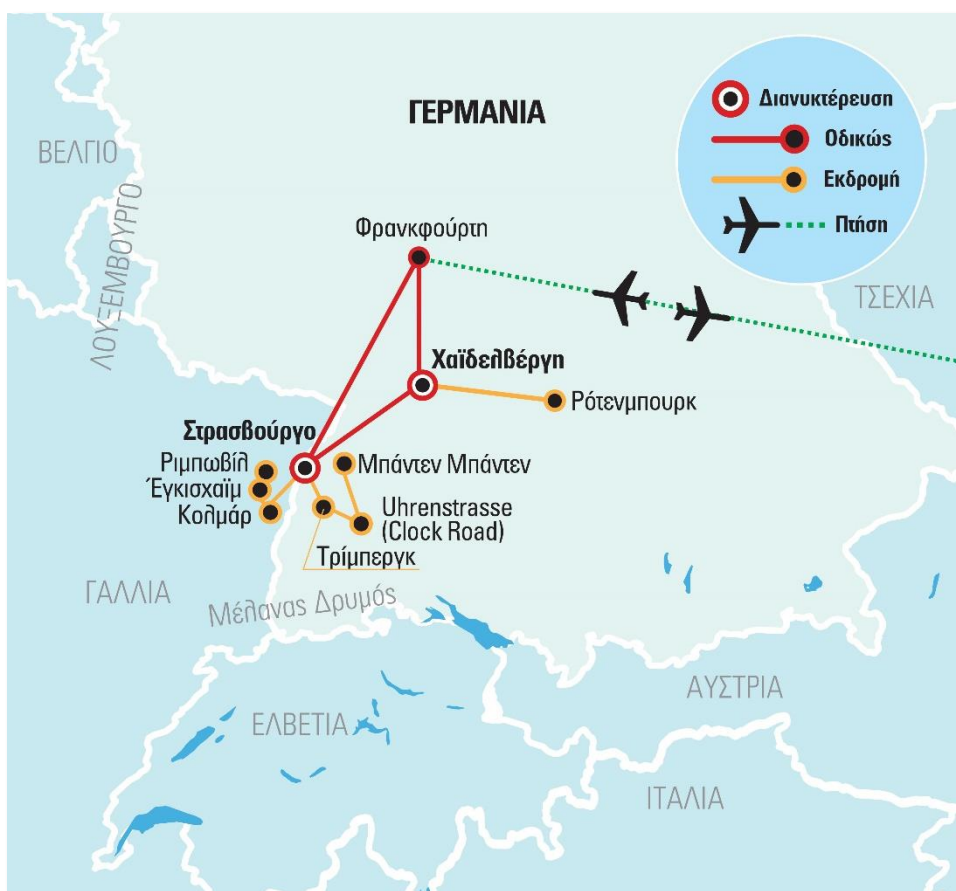 ΓΕΡΜΑΝΙΑ
Διανυκτέρευση
Οδικώς
Εκδρομή
Πτήση
ΒΕΛΓΙΟ
ΛΟΥΞΕΜΒΟΥΡΓΟ
Φρανκφούρτη
ΤΣΕΧΙΑ
Χαϊδελβέργη
Ρότενμπουρκ
Στρασβούργο
Ριμπωβίλ
Έγκισχαϊμ
Κολμάρ
Μπάντεν Μπάντεν
Uhrenstrasse
(Clock Road)
Τρίμπεργκ
ΓΑΛΛΙΑ
Μέλανας Δρυμός
ΑΥΣΤΡΙΑ
ΕΛΒΕΤΙΑ
ΙΤΑΛΙΑ